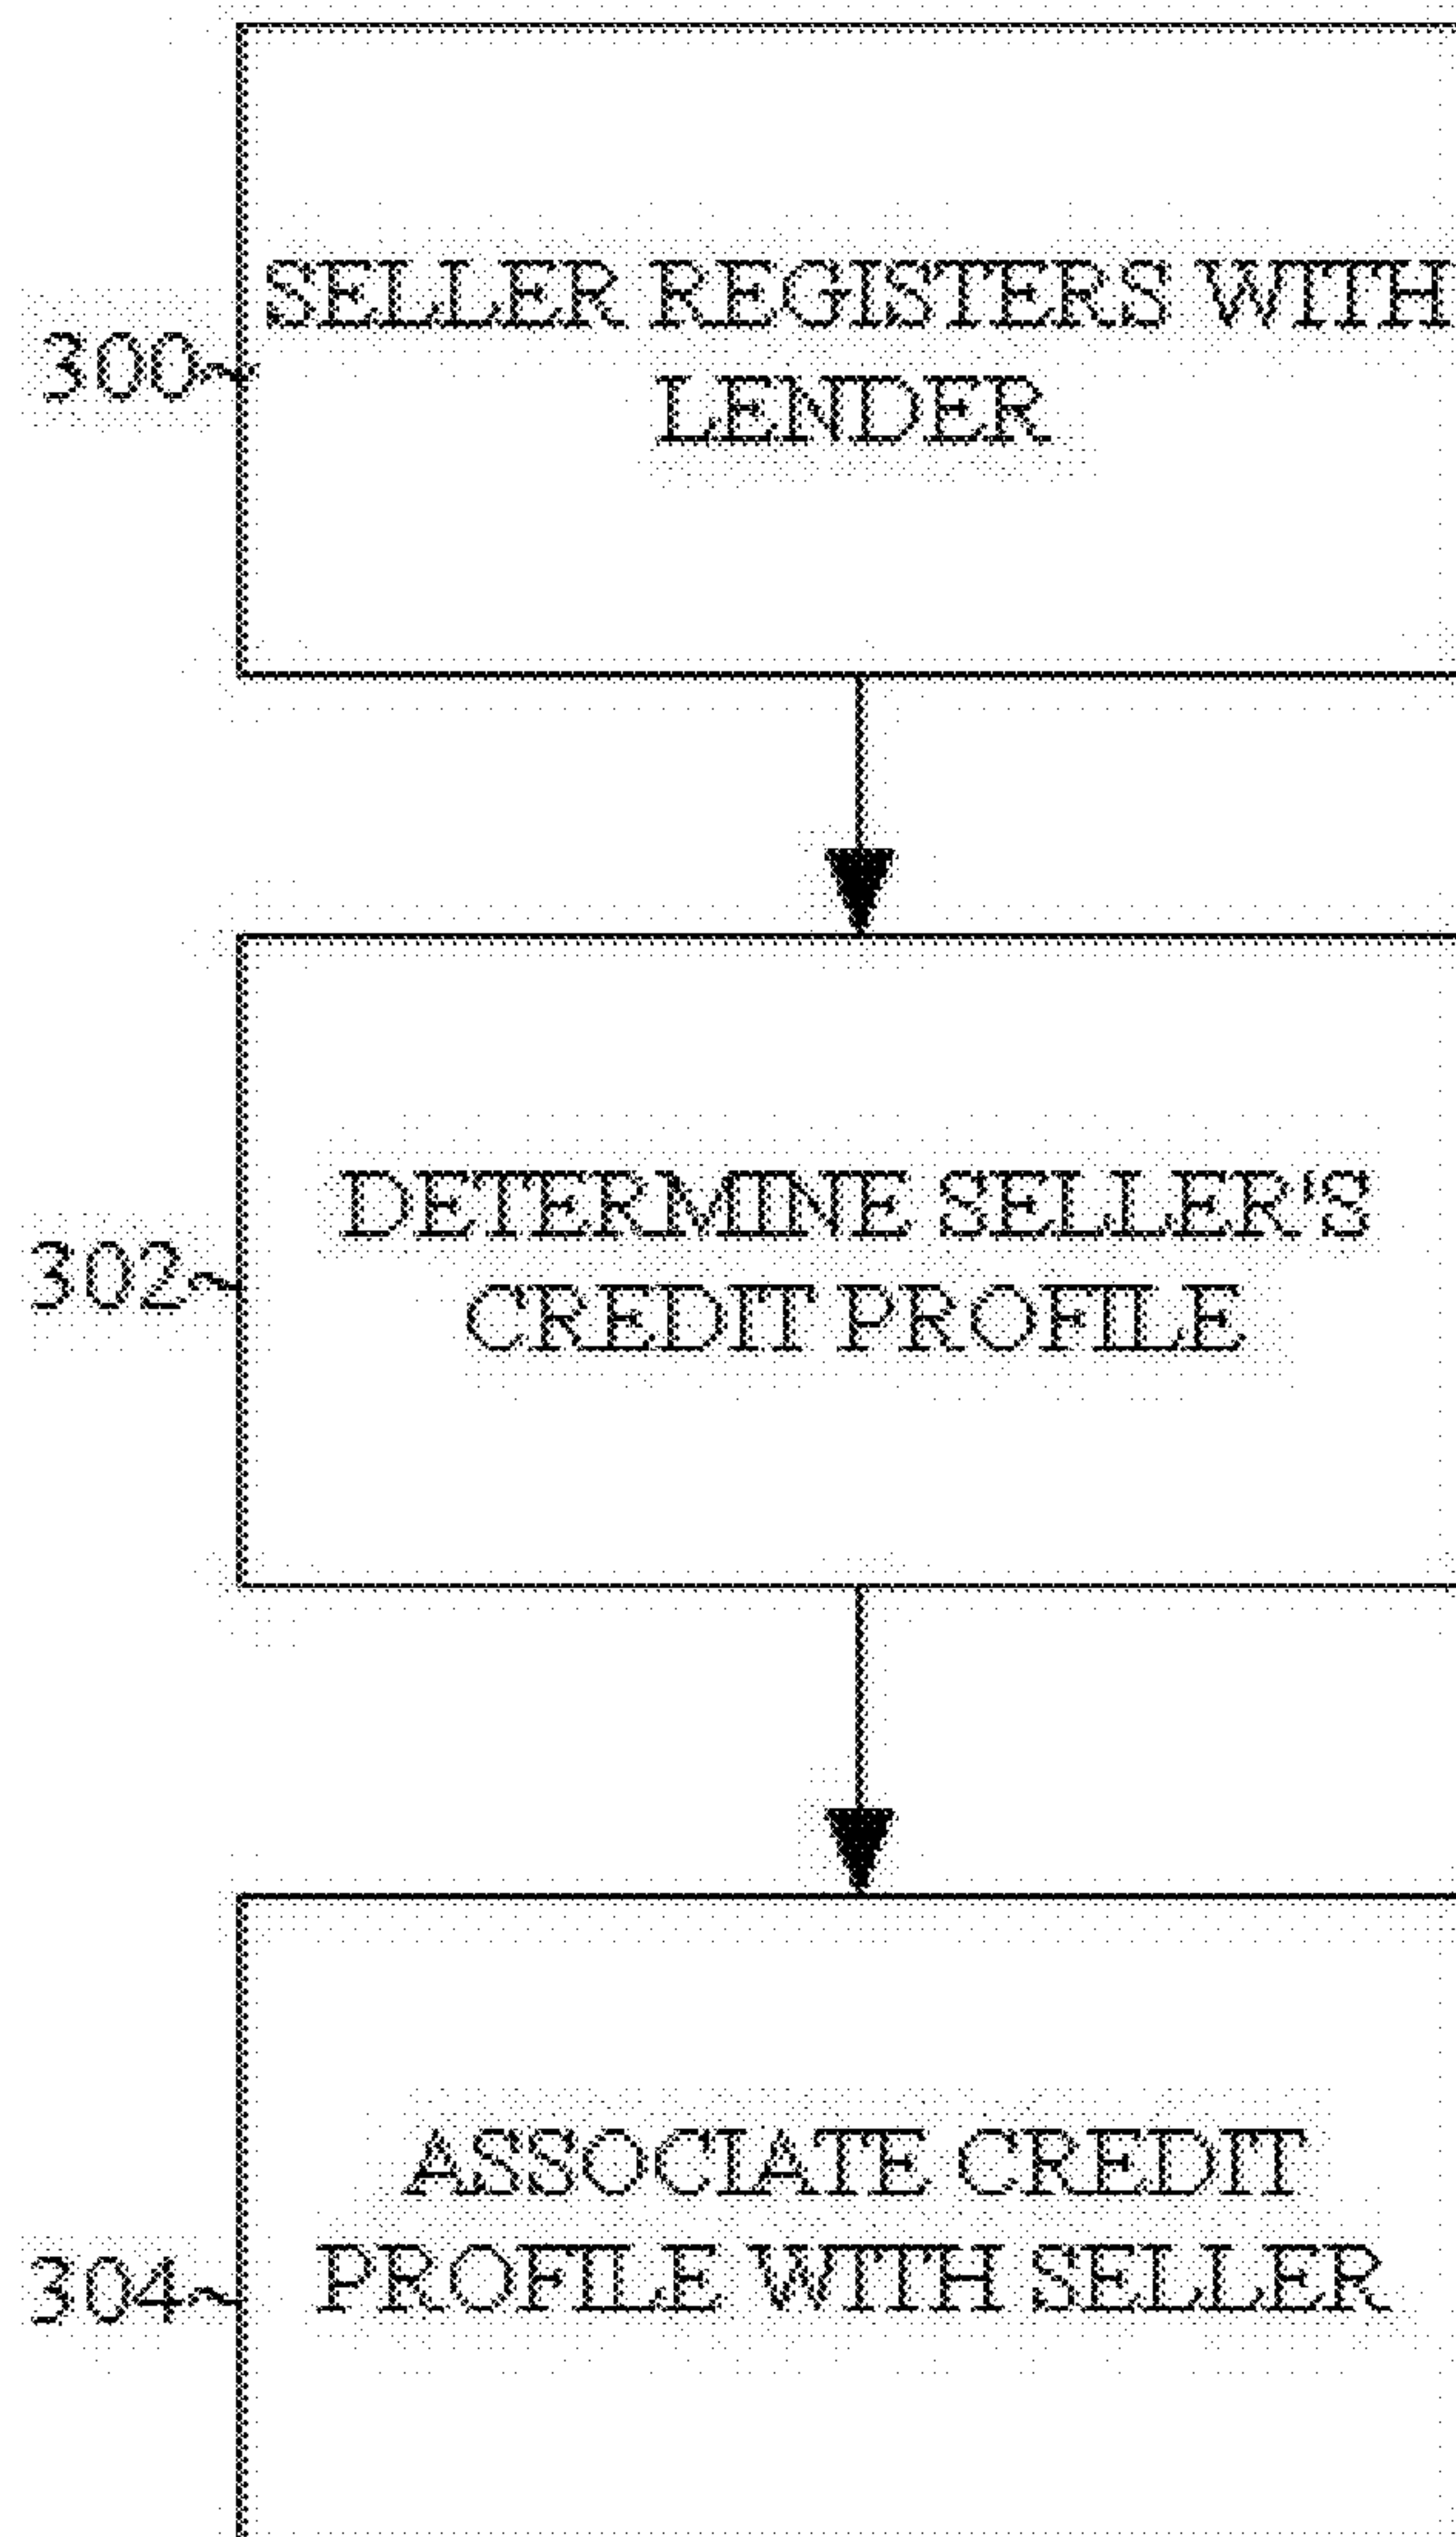 SELLER REGISTERS WITH
LENDER
300
DETERMINE SELLER'S
CREDIT PROFILE
302
ASSOCIATE CREDIT
PROFILE WITH SELLER
304